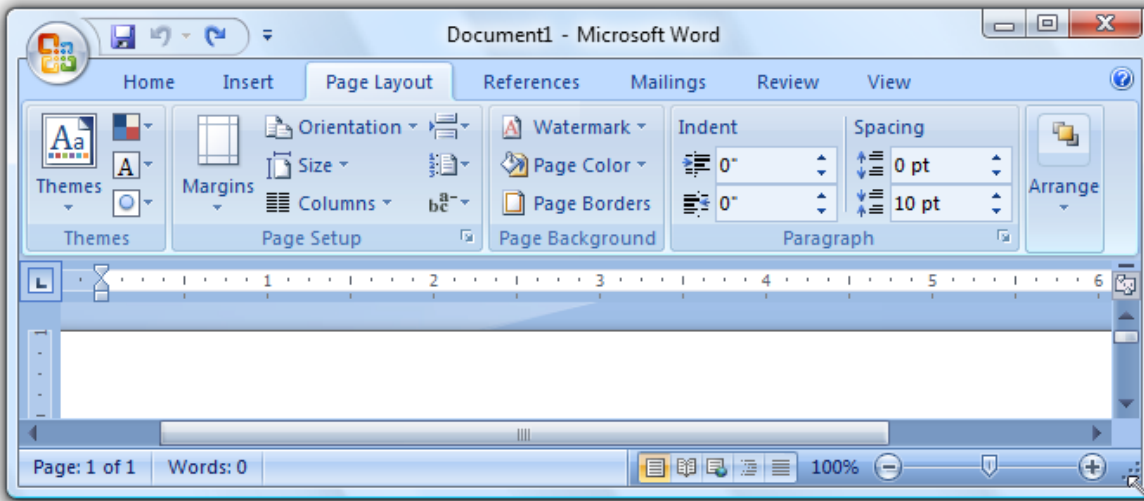 Document1 - Microsoft Word
Home Insert Page Layout References Mailings Review View
Orientation Watermark Indent Spacing
Aa A Size Page Color 0" 0 pt
Themes Margins Columns Page Borders 0" 10 pt Arrange
Themes Page Setup Page Background Paragraph
1 2 3 4 5 6
1
Page: 1 of 1 Words: 0 100%